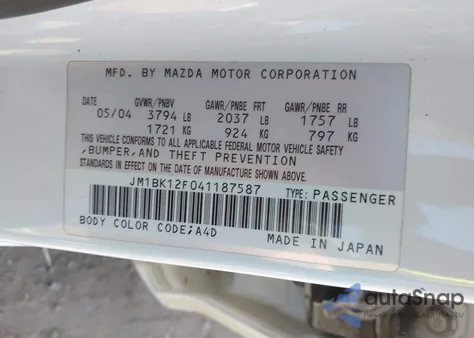 MFD. BY MAZDA MOTOR CORPORATION
GVWR/PNBV GAWR/PNBE FRT GAWR/PNBE RR
05/04 3794 LB 2037 LB 1757 LB
1721 KG 924 KG 797 KG
THIS VEHICLE CONFORMS TO ALL APPLICABLE FEDERAL MOTOR VEHICLE SAFETY
,BUMPER,AND THEFT PREVENTION
STANDARDS IN EFFECT ON THE DATE OF MANUFACTURE SHOWN ABOVE.
JM1BK12F041187587 TYPE: PASSENGER
BODY COLOR CODE;A4D
MADE IN JAPAN
autoSnap